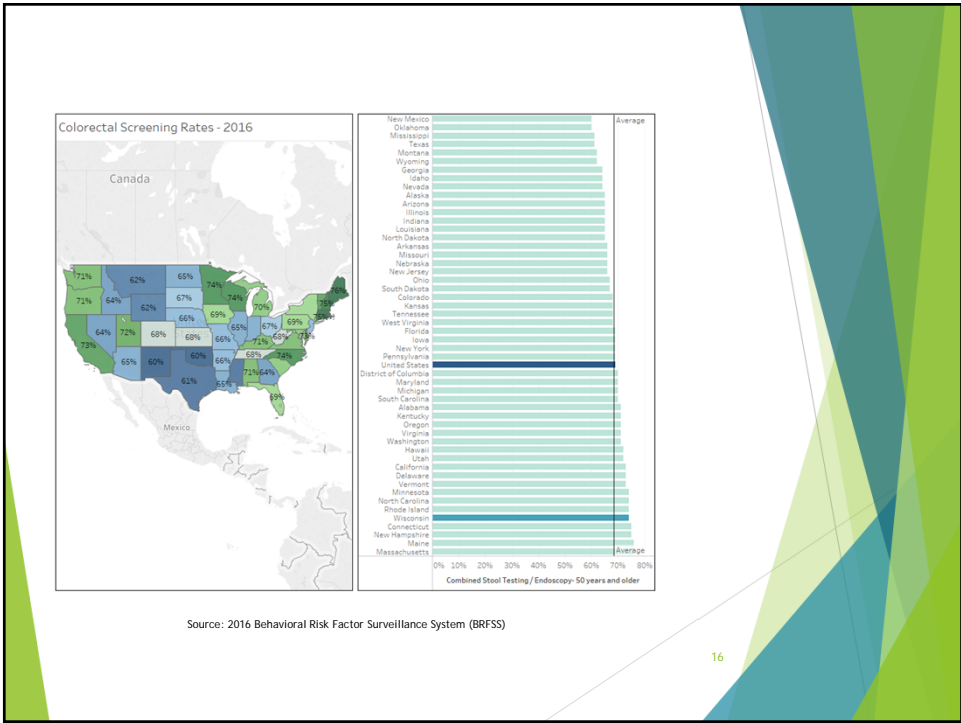 Colorectal Screening Rates - 2016
Canada
71%
62%
65%
74%
76%
71%
64%
67%
74%
70%
75%
62%
66%
69%
69%
73%
64%
72%
68%
68%
66%
65%
67%
68%
73%
71%
65%
60%
60%
66%
68%
74%
61%
71%
64%
69%
Mexico
New Mexico
Oklahoma
Mississippi
Texas
Montana
Wyoming
Georgia
Idaho
Nevada
Alaska
Arizona
Illinois
Indiana
Louisiana
North Dakota
Arkansas
Missouri
Nebraska
New Jersey
Ohio
South Dakota
Colorado
Kansas
Tennessee
West Virginia
Florida
Iowa
New York
Pennsylvania
United States
District of Columbia
Maryland
Michigan
South Carolina
Alabama
Kentucky
Oregon
Virginia
Washington
Hawaii
Utah
California
Delaware
Vermont
Minnesota
North Carolina
Rhode Island
Wisconsin
Connecticut
New Hampshire
Maine
Massachusetts
Average
Average
0% 10% 20% 30% 40% 50% 60% 70% 80%
Combined Stool Testing / Endoscopy- 50 years and older
Source: 2016 Behavioral Risk Factor Surveillance System (BRFSS)
16